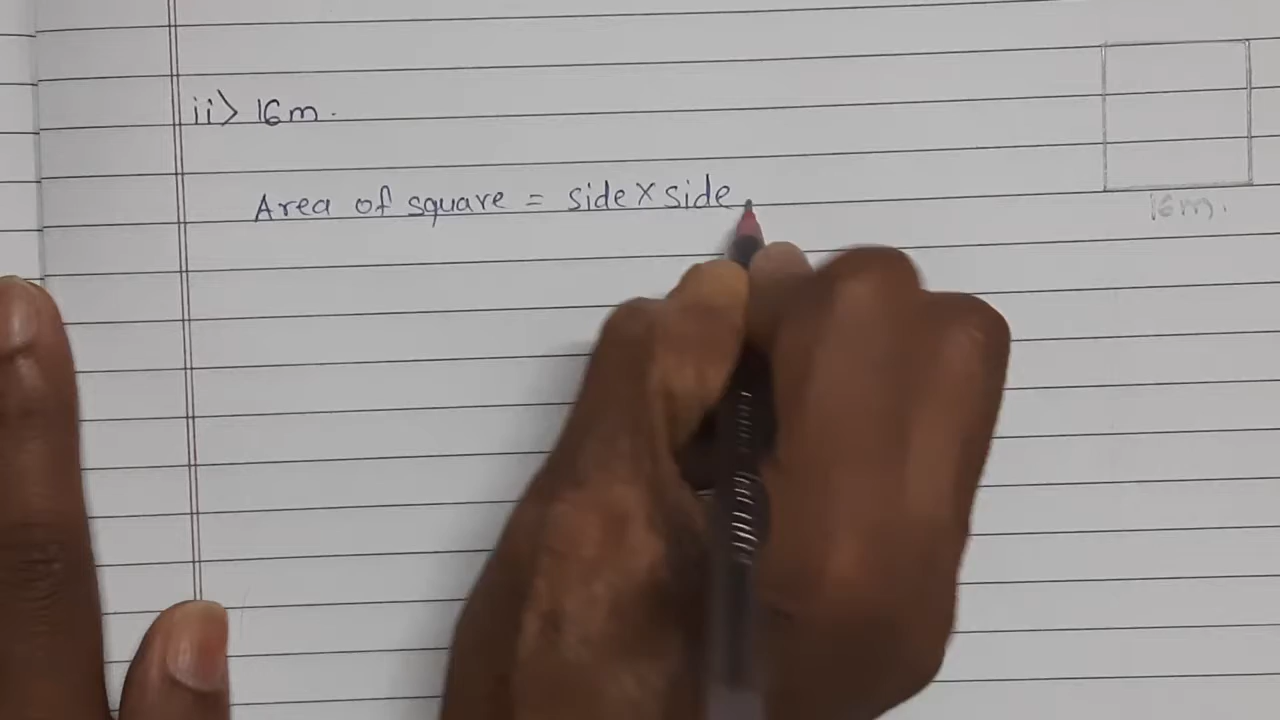 ii> 16m.
Area of square = side × side
16m.